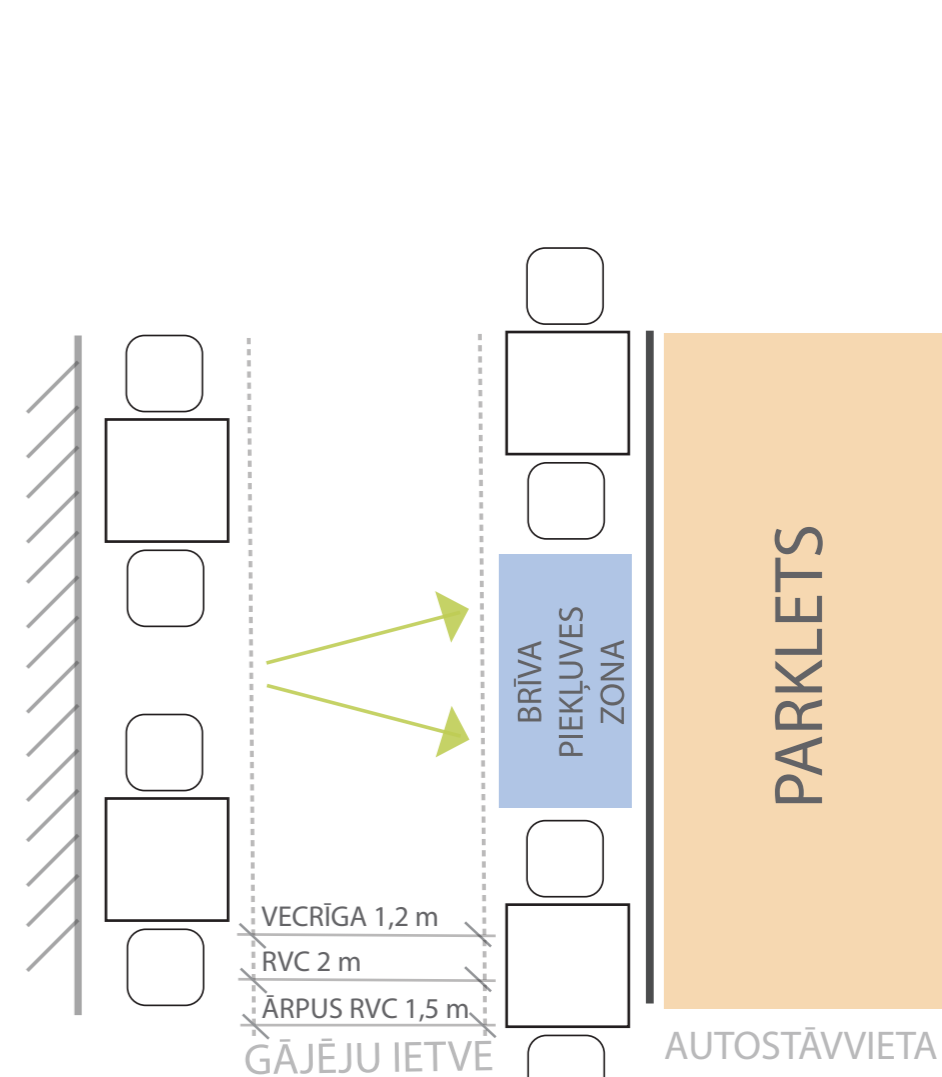 BRĪVA
PIEKĻUVES
ZONA
PARKLETS
VECRĪGA 1,2 m
RVC 2 m
ĀRPUS RVC 1,5 m
GĀJĒJU IETVE
AUTOSTĀVVIETA